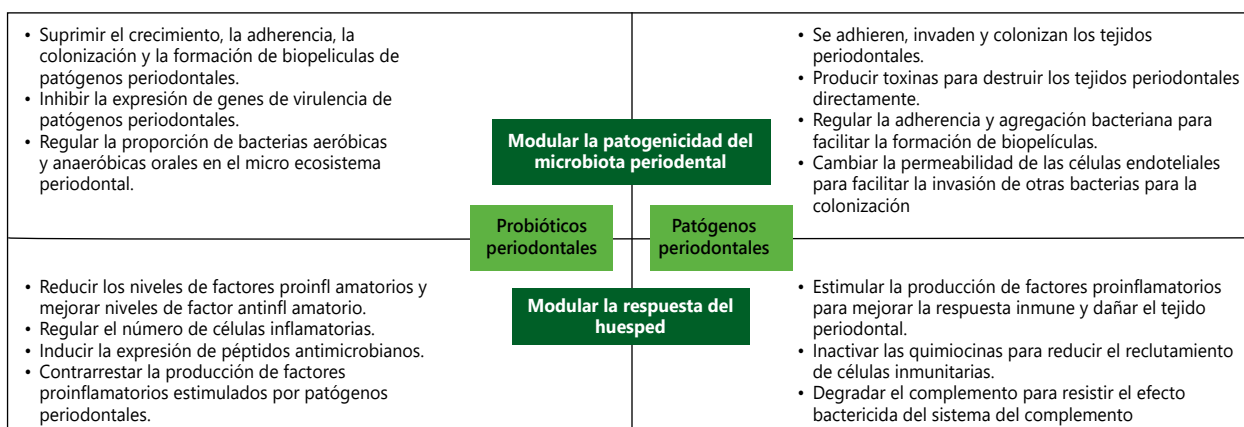 • Suprimir el crecimiento, la adherencia, la
colonización y la formación de biopeliculas de
patógenos periodontales.
• Inhibir la expresión de genes de virulencia de
patógenos periodontales.
• Regular la proporción de bacterias aeróbicas
y anaeróbicas orales en el micro ecosistema
periodontal.
• Se adhieren, invaden y colonizan los tejidos
periodontales.
• Producir toxinas para destruir los tejidos periodontales
directamente.
• Regular la adherencia y agregación bacteriana para
facilitar la formación de biopelículas.
• Cambiar la permeabilidad de las células endoteliales
para facilitar la invasión de otras bacterias para la
colonización
Modular la patogenicidad del
microbiota periodental
Probióticos
periodontales
Patógenos
periodontales
Modular la respuesta del
huesped
• Reducir los niveles de factores proinfl amatorios y
mejorar niveles de factor antinfl amatorio.
• Regular el número de células inflamatorias.
• Inducir la expresión de péptidos antimicrobianos.
• Contrarrestar la producción de factores
proinflamatorios estimulados por patógenos
periodontales.
• Estimular la producción de factores proinflamatorios
para mejorar la respuesta inmune y dañar el tejido
periodontal.
• Inactivar las quimiocinas para reducir el reclutamiento
de células inmunitarias.
• Degradar el complemento para resistir el efecto
bactericida del sistema del complemento